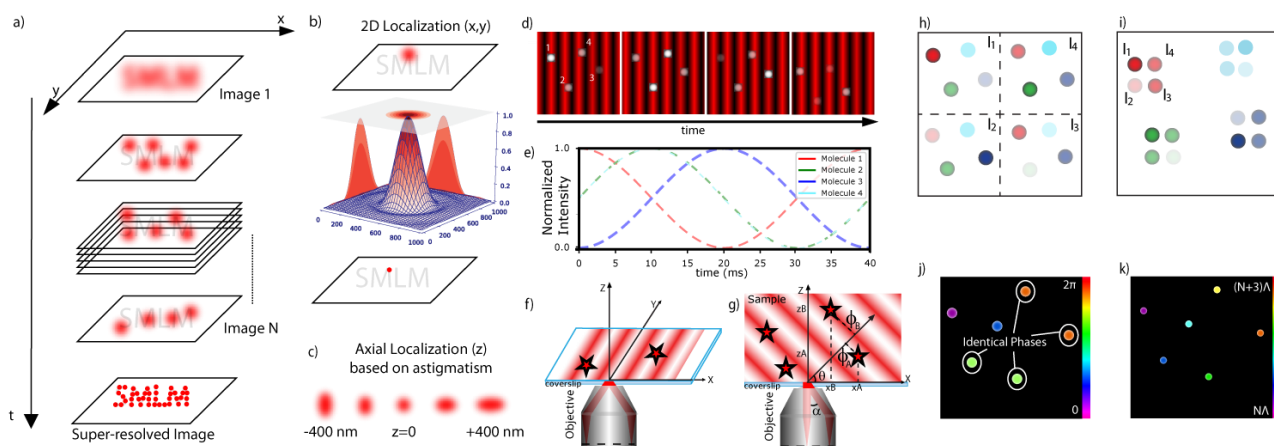 a)
x
y
SMLM
Image 1
SMLM
SMLM
SMLM
Image N
t
Super-resolved Image
b)
2D Localization (x,y)
SMLM
1.0
0.8
0.6
0.4
0.2
0.0
0
200
400
600
800
1000
0
200
400
600
800
1000
SMLM
c)
Axial Localization (z)
based on astigmatism
-400 nm
z=0
+400 nm
d)
1
4
2
3
time
e)
Normalized
Intensity
1.0
0.0
Molecule 1
Molecule 2
Molecule 3
Molecule 4
0
5
10
15
20
25
30
35
40
time (ms)
f)
Z
Y
X
coverslip
Objective
g)
Sample
Z
zB
zA
ϕB
ϕA
θ
X
coverslip
xB
xA
α
Objective
h)
I1
I4
I2
I3
i)
I1
I4
I2
I3
j)
2π
Identical Phases
0
k)
(N+3)Λ
NΛ